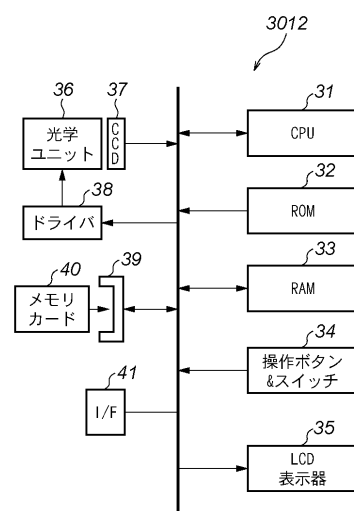 3012
36
光学
ユニット
37
CCD
31
CPU
38
ドライバ
32
ROM
39
40
メモリ
カード
33
RAM
34
操作ボタン
&スイッチ
41
I/F
35
LCD
表示器